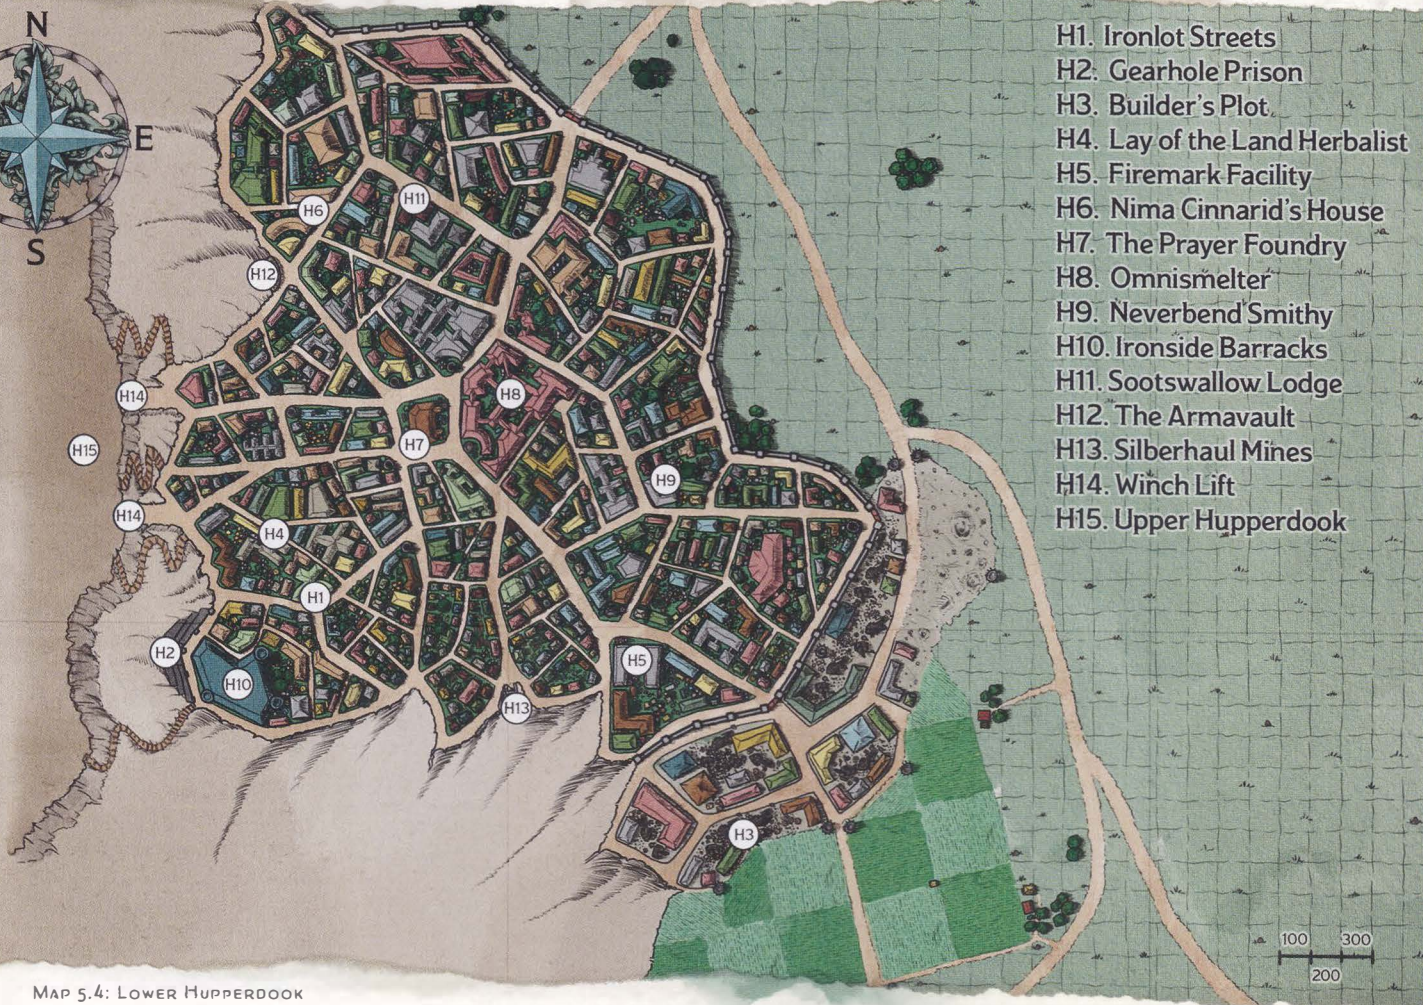 N
E
S
H1. Ironlot Streets
H2. Gearhole Prison
H3. Builder's Plot
H4. Lay of the Land Herbalist
H5. Firemark Facility
H6. Nima Cinnarid's House
H7. The Prayer Foundry
H8. Omnismelter
H9. Neverbend Smithy
H10. Ironside Barracks
H11. Sootswallow Lodge
H12. The Armavault
H13. Silberhaul Mines
H14. Winch Lift
H15. Upper Hupperdook
H11
H6
H12
H14
H8
H7
H15
H9
H14
H4
H1
H2
H5
H10
H13
H3
100 300
200
Map 5.4: Lower Hupperdook